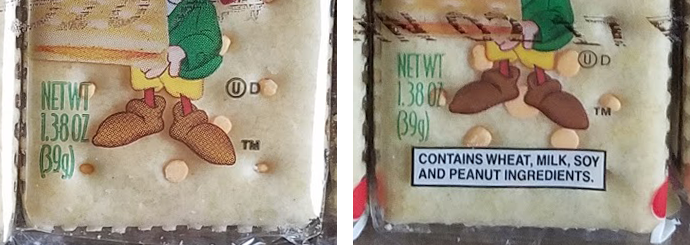 Ⓤ D
NET WT
1.38 OZ
(39g)
TM
Ⓤ D
NET WT
1.38 OZ
(39g)
TM
CONTAINS WHEAT, MILK, SOY
AND PEANUT INGREDIENTS.